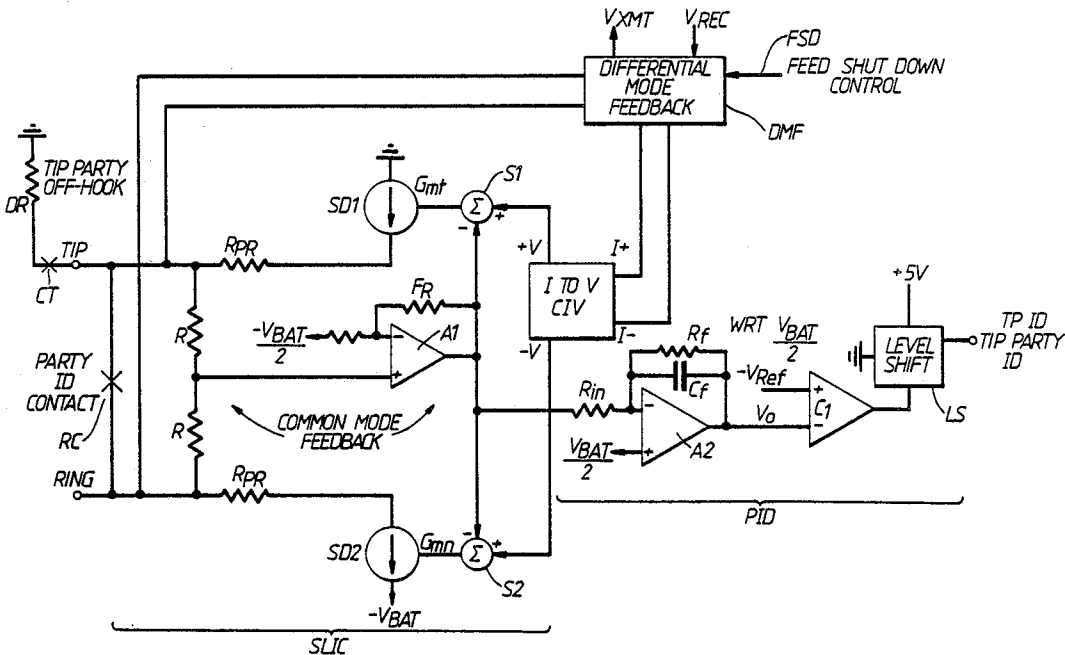 VXMT
VREC
FSD
FEED SHUT DOWN
CONTROL
DIFFERENTIAL
MODE
FEEDBACK
DMF
TIP PARTY
OFF-HOOK
DR
CT
TIP
RPR
SD1
Gmt
S1
Σ
-
+
+V
I+
I TO V
CIV
-V
I-
FR
-VBAT
2
-
+
A1
R
R
PARTY
ID
CONTACT
RC
COMMON MODE
FEEDBACK
RING
RPR
SD2
Gmn
Σ
-
+
S2
-VBAT
Rin
Rf
Cf
-
+
A2
VBAT
2
WRT VBAT
2
-VRef
Vo
+
C1
-
+5V
LEVEL
SHIFT
LS
TP ID
TIP PARTY
ID
PID
SLIC